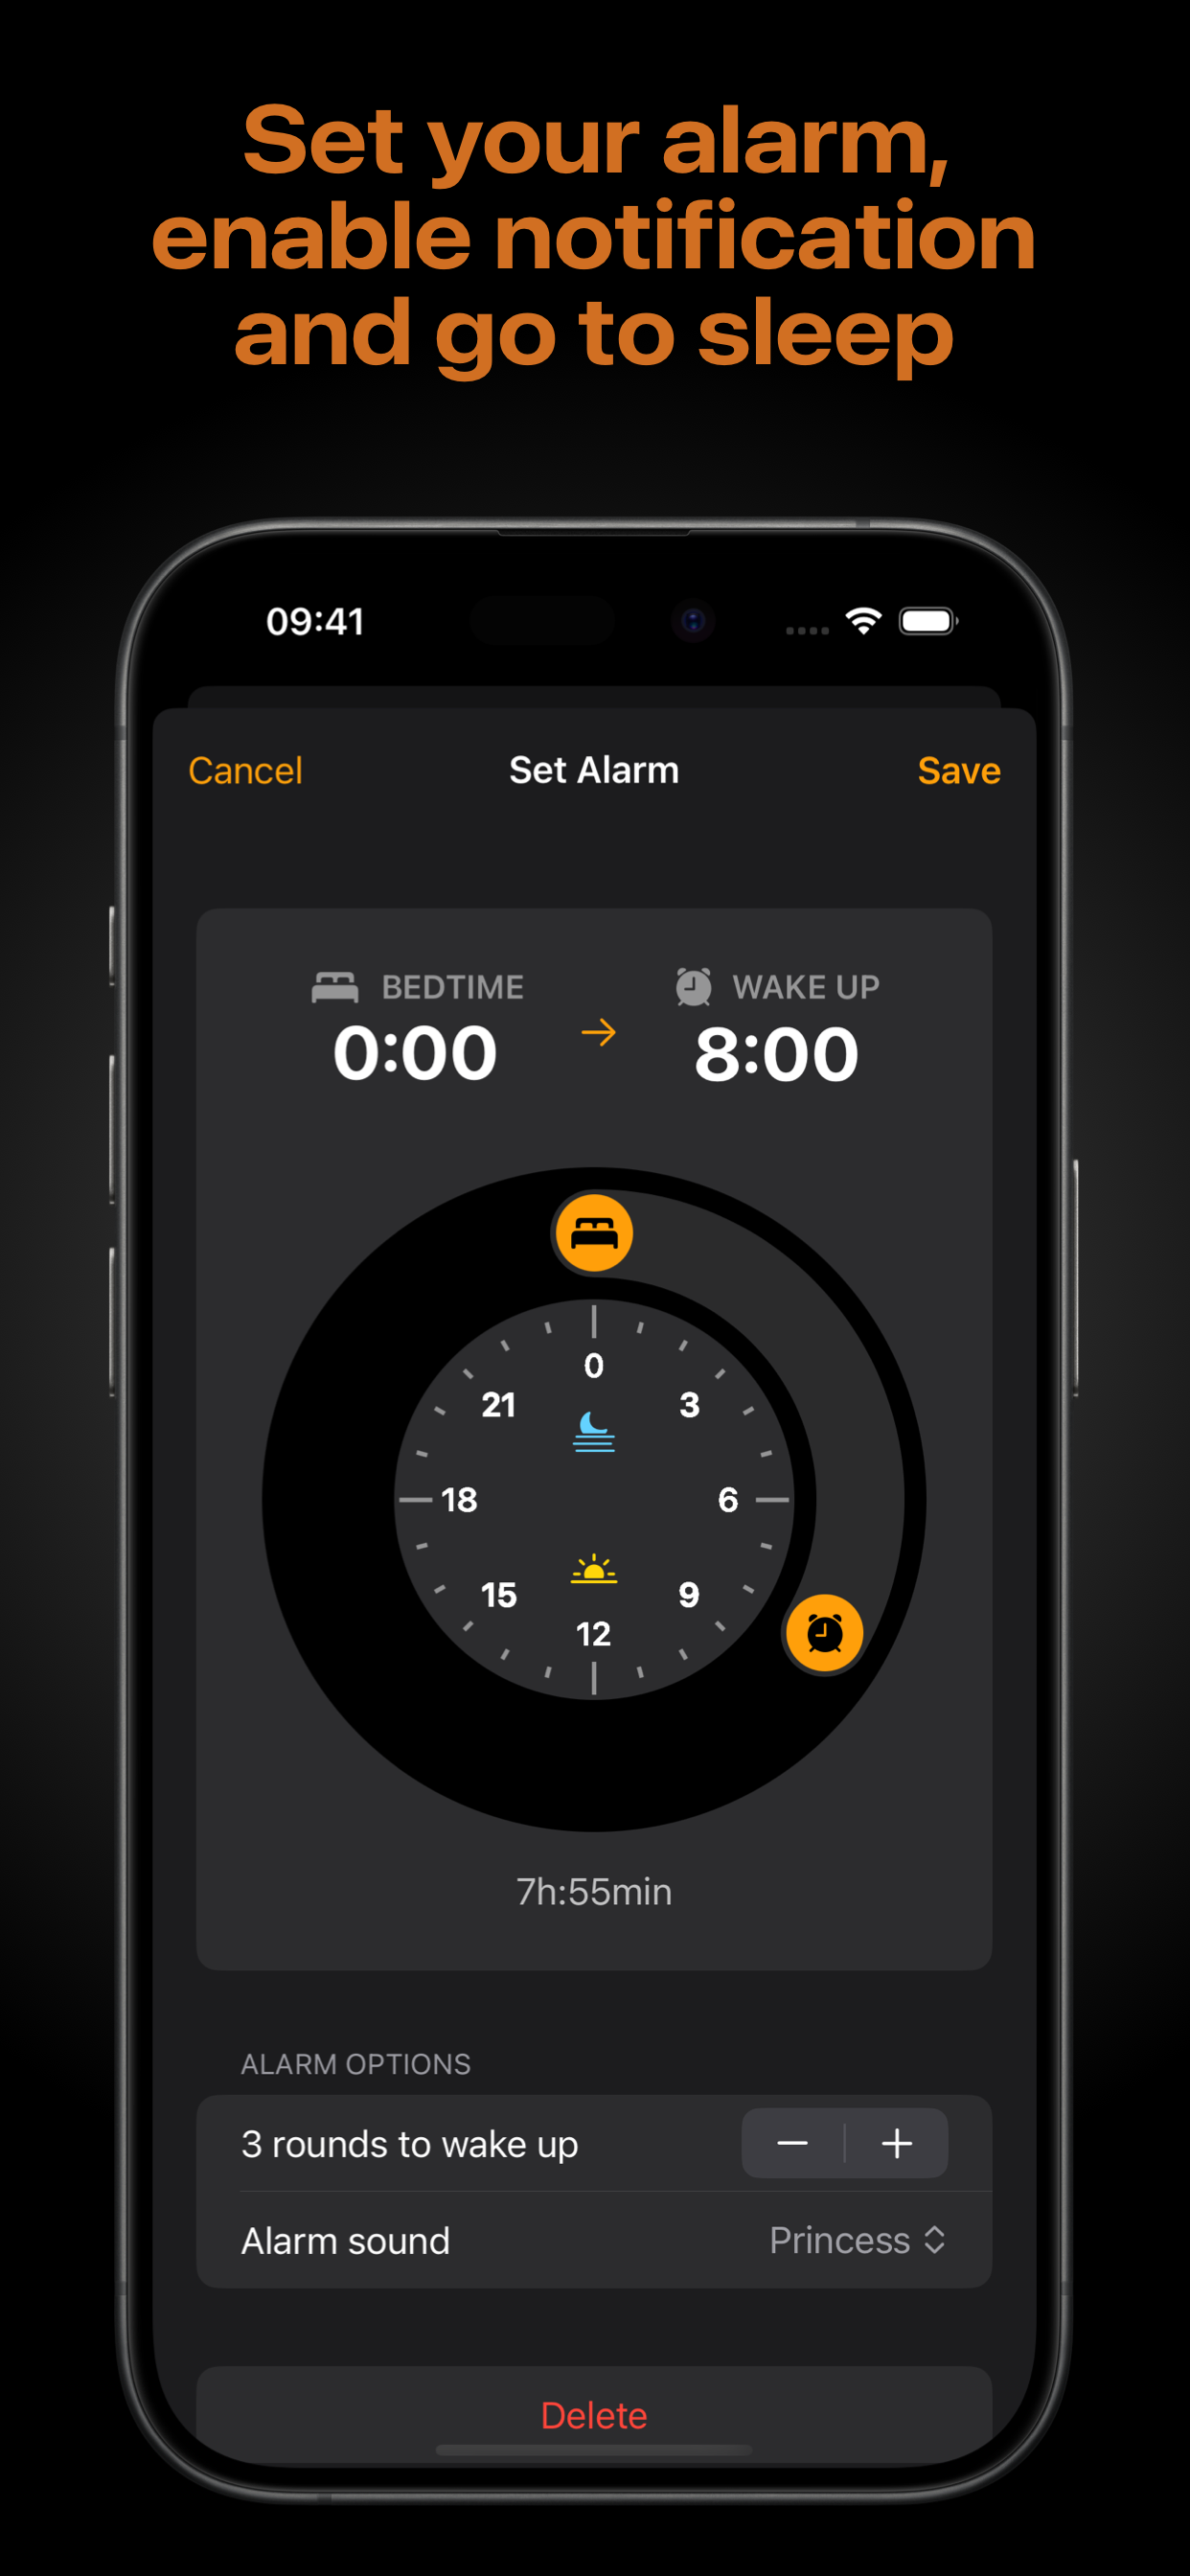 Set your alarm,
enable notification
and go to sleep
09:41
Cancel Set Alarm Save
BEDTIME WAKE UP
0:00 → 8:00
0
21 3
18 6
15 9
12
7h:55min
ALARM OPTIONS
3 rounds to wake up − +
Alarm sound Princess
Delete